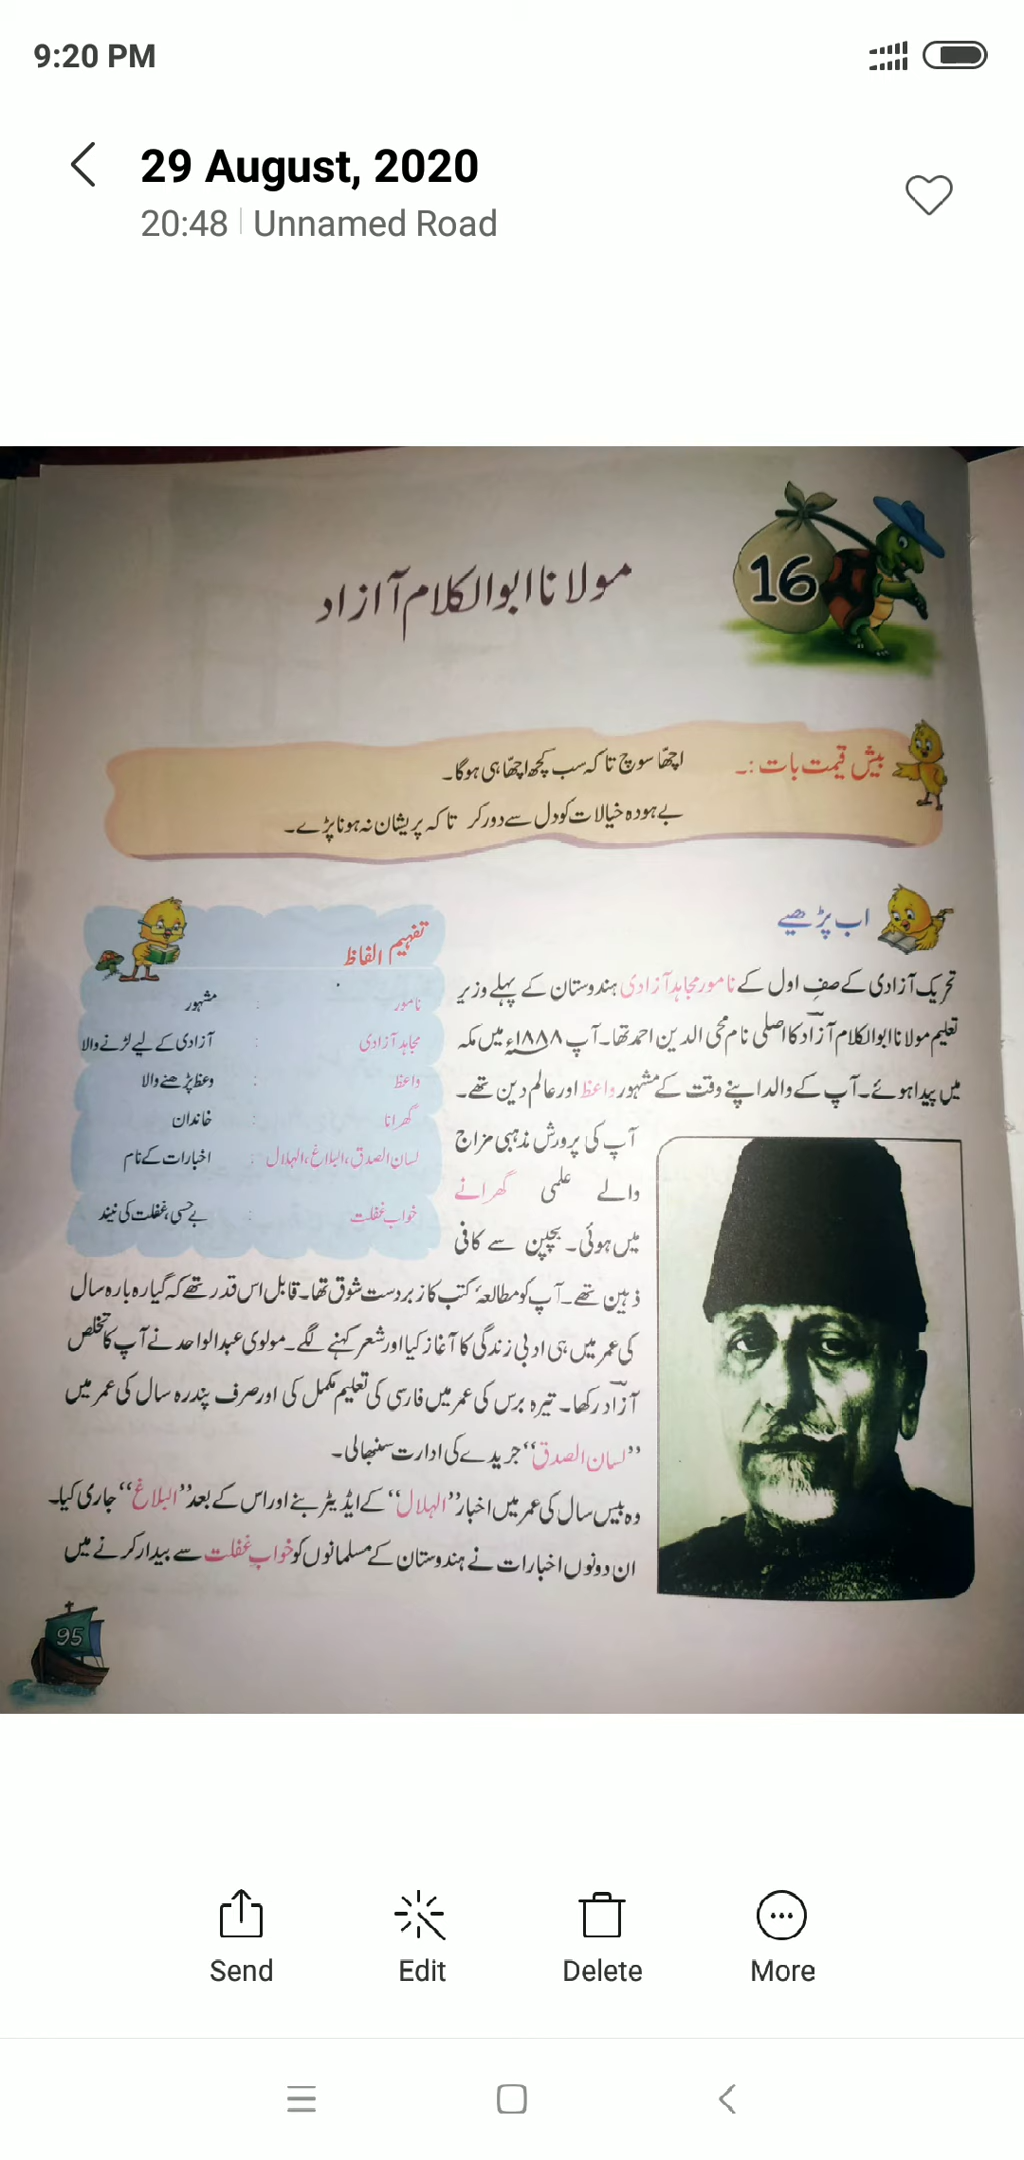 9:20 PM
29 August, 2020
20:48 | Unnamed Road
16
مولانا ابوالکلام آزاد
بیش قیمت بات :۔
اچھّا سوچ تاکہ سب کچھ اچھّا ہی ہوگا۔
بے ہودہ خیالات کو دل سے دور کر تاکہ پریشان نہ ہونا پڑے۔
اب پڑھیے
تحریک آزادی کے صفِ اول کے نامور مجاہد آزادی ہندوستان کے پہلے وزیر
تعلیم مولانا ابوالکلام آزاد کا اصلی نام محی الدین احمد تھا۔ آپ ۱۸۸۸ء میں مکہ
میں پیدا ہوئے۔ آپ کے والد اپنے وقت کے مشہور واعظ اور عالم دین تھے۔
آپ کی پرورش مذہبی مزاج
والے علمی گھرانے
میں ہوئی۔ بچپن سے کافی
ذہین تھے۔ آپ کو مطالعۂ کتب کا زبردست شوق تھا۔ قابل اس قدر تھے کہ گیارہ بارہ سال
کی عمر میں ہی ادبی زندگی کا آغاز کیا اور شعر کہنے لگے۔ مولوی عبدالواحد نے آپ کا تخلص
آزاد رکھا۔ تیرہ برس کی عمر میں فارسی کی تعلیم مکمل کی اور صرف پندرہ سال کی عمر میں
”لسان الصدق“ جریدے کی ادارت سنبھالی۔
وہ بیس سال کی عمر میں اخبار ”الہلال“ کے ایڈیٹر بنے اور اس کے بعد ”البلاغ“ جاری کیا۔
ان دونوں اخبارات نے ہندوستان کے مسلمانوں کو خوابِ غفلت سے بیدار کرنے میں
تفہیم الفاظ
نامور : مشہور
مجاہد آزادی : آزادی کے لیے لڑنے والا
واعظ : وعظ پڑھنے والا
گھرانا : خاندان
لسان الصدق، البلاغ، الہلال : اخبارات کے نام
خواب غفلت : بے حسی، غفلت کی نیند
95
Send
Edit
Delete
More